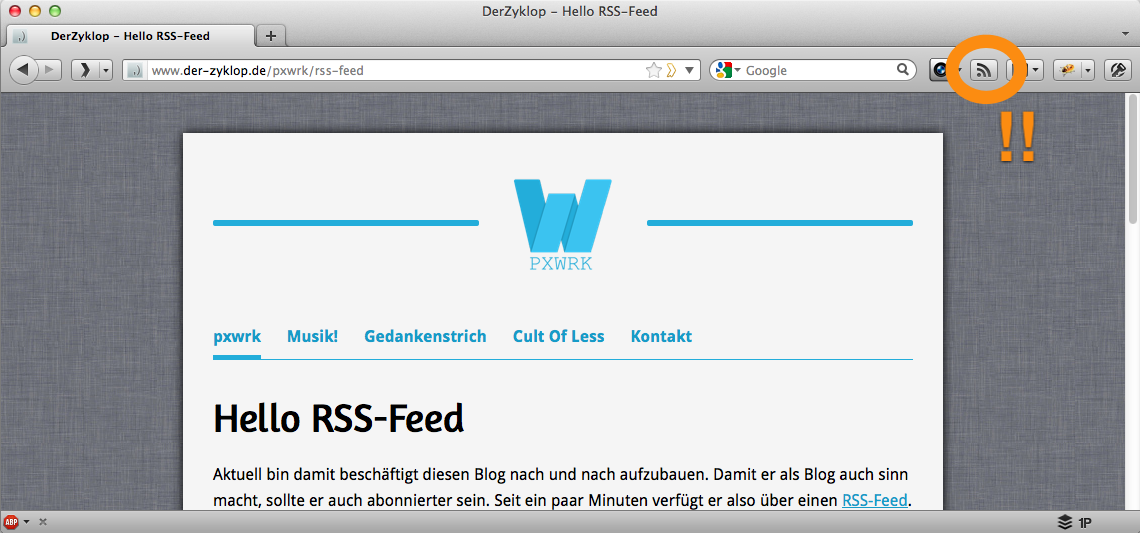 DerZyklop – Hello RSS-Feed
DerZyklop – Hello RSS-Feed
www.der-zyklop.de/pxwrk/rss-feed
Google
!!
PXWRK
pxwrk Musik! Gedankenstrich Cult Of Less Kontakt
Hello RSS-Feed
Aktuell bin damit beschäftigt diesen Blog nach und nach aufzubauen. Damit er als Blog auch sinn
macht, sollte er auch abonnierter sein. Seit ein paar Minuten verfügt er also über einen RSS-Feed.
ABP
1P